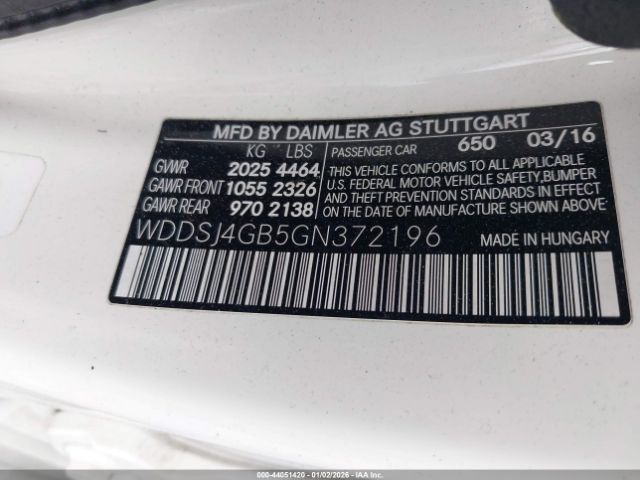 MFD BY DAIMLER AG STUTTGART
KG LBS PASSENGER CAR 650 03/16
GVWR 2025 4464
GAWR FRONT 1055 2326
GAWR REAR 970 2138
THIS VEHICLE CONFORMS TO ALL APPLICABLE
U.S. FEDERAL MOTOR VEHICLE SAFETY,BUMPER
AND THEFT PREVENTION STANDARDS IN EFFECT
ON THE DATE OF MANUFACTURE SHOWN ABOVE.
WDDSJ4GB5GN372196 MADE IN HUNGARY
000-44051420 01/02/2026 - COPART